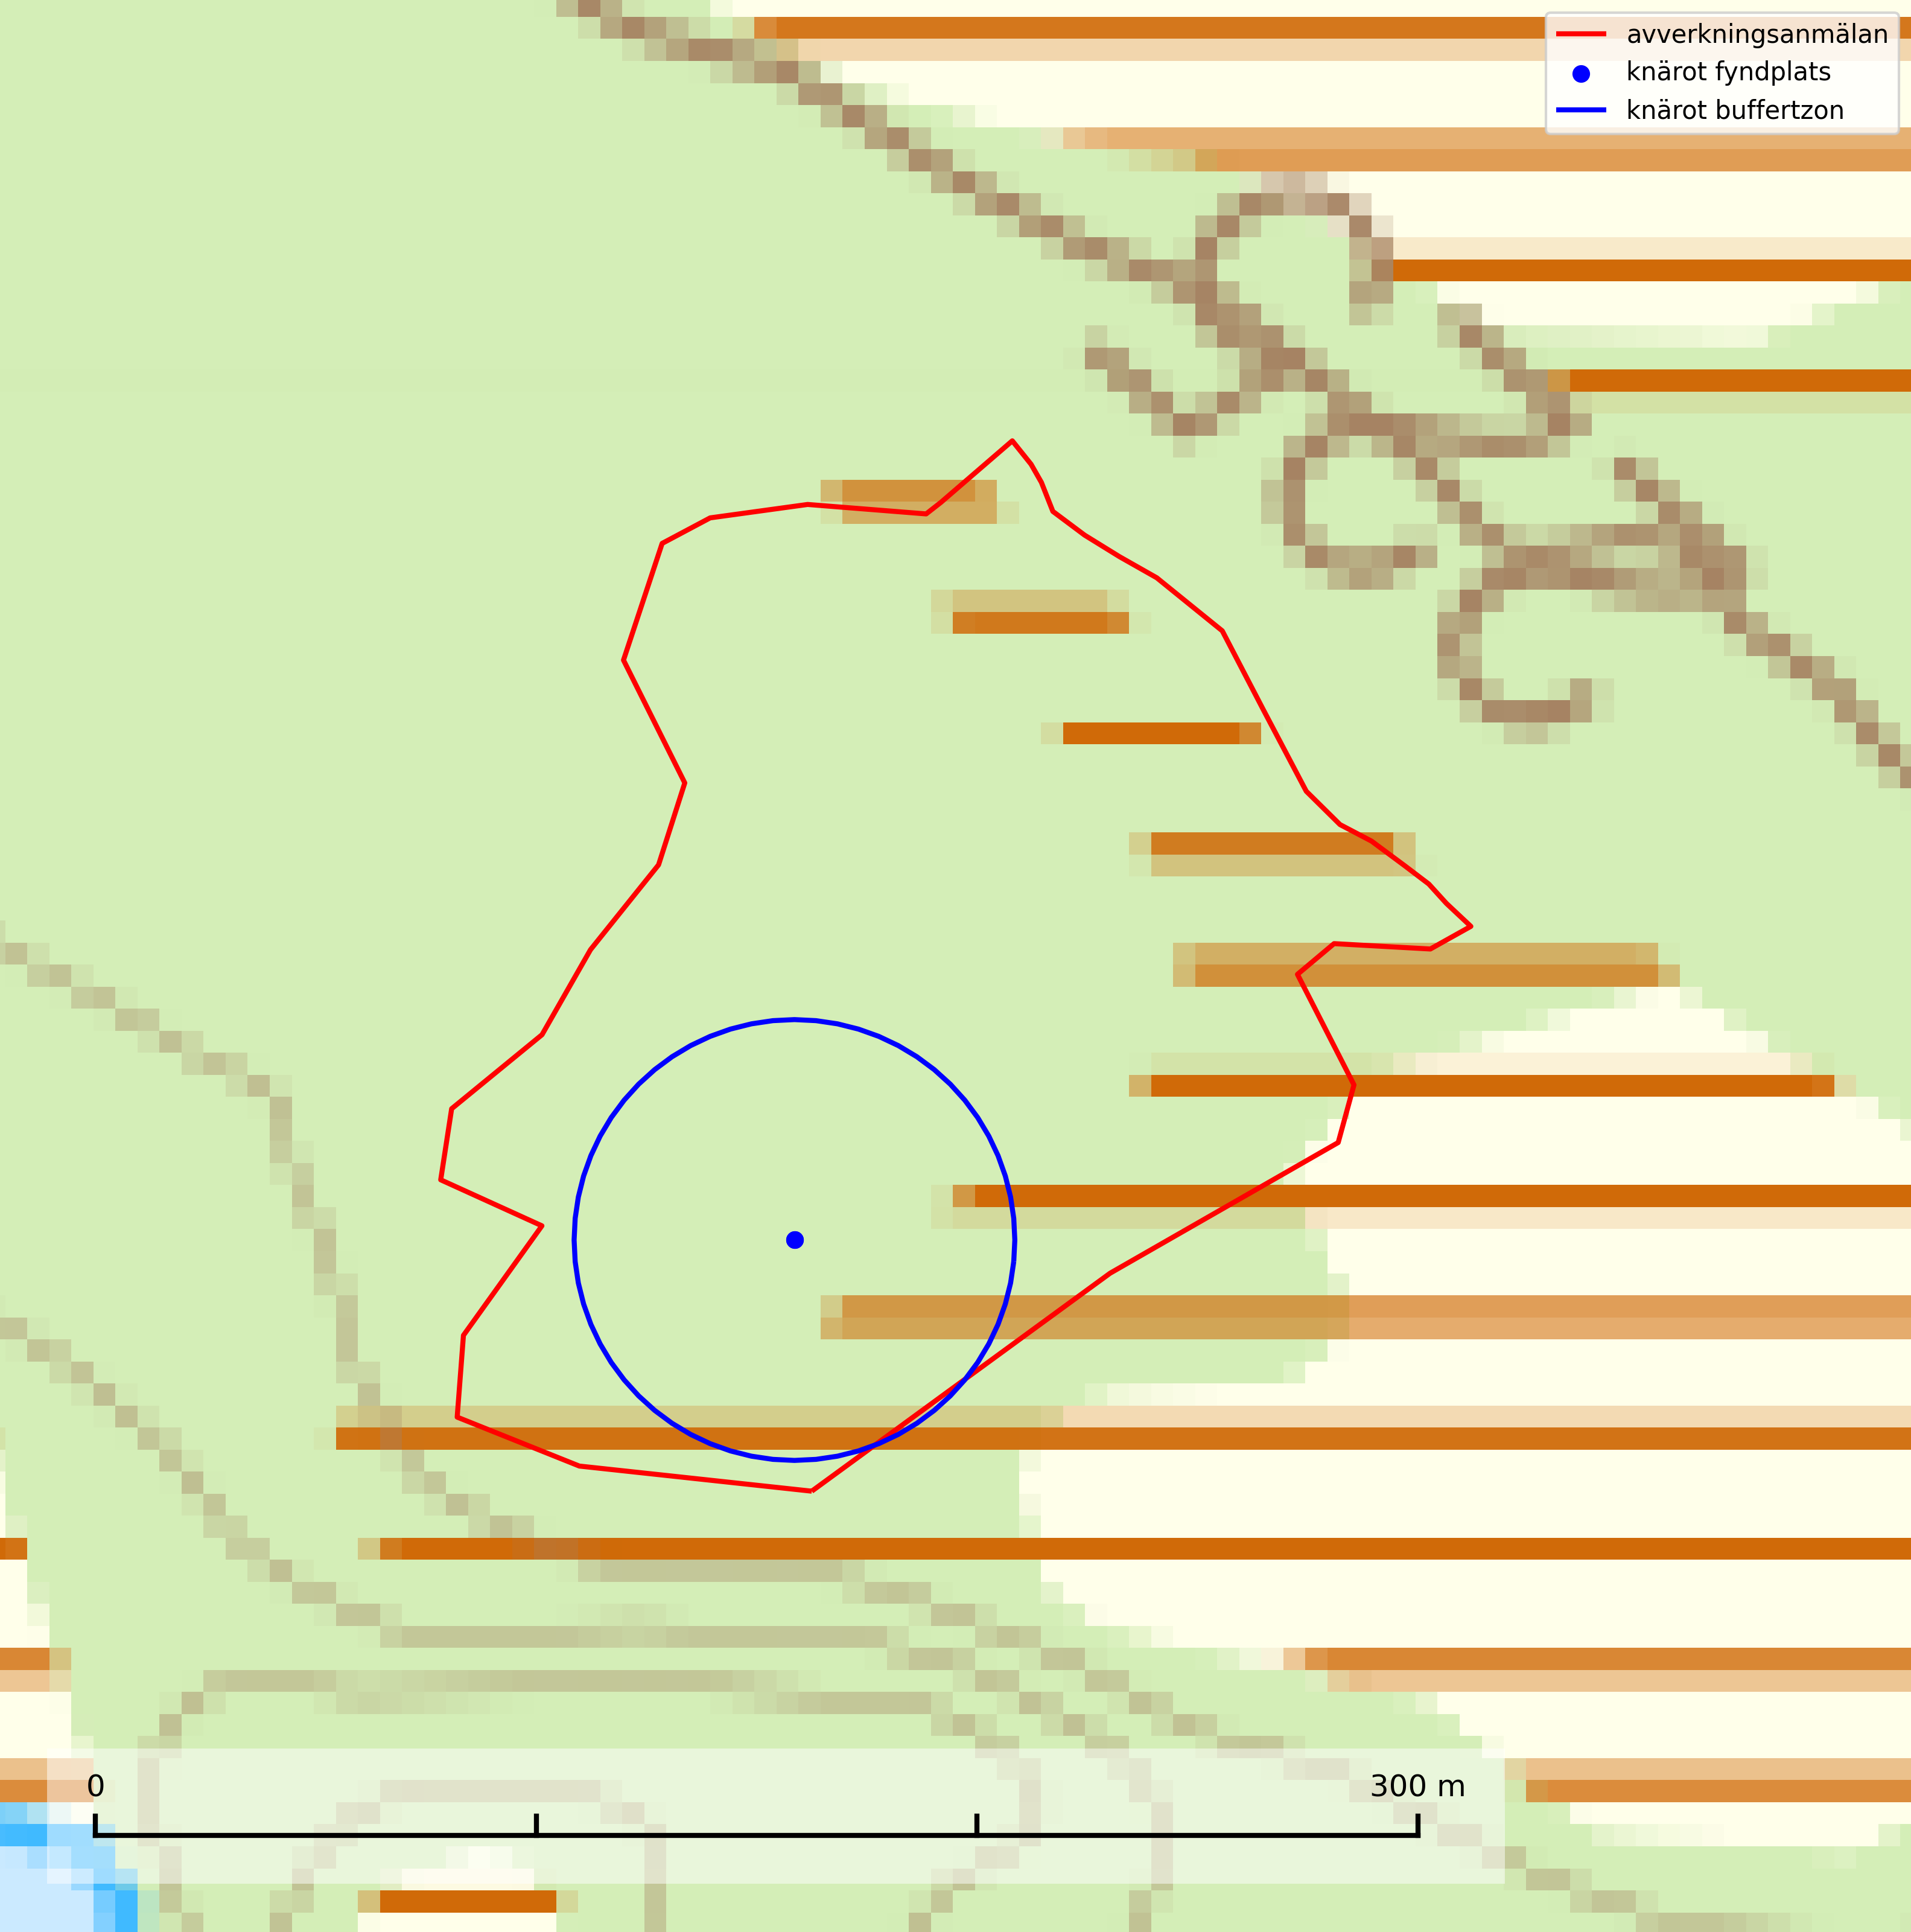 avverkningsanmälan
knärot fyndplats
knärot buffertzon
0 300 m